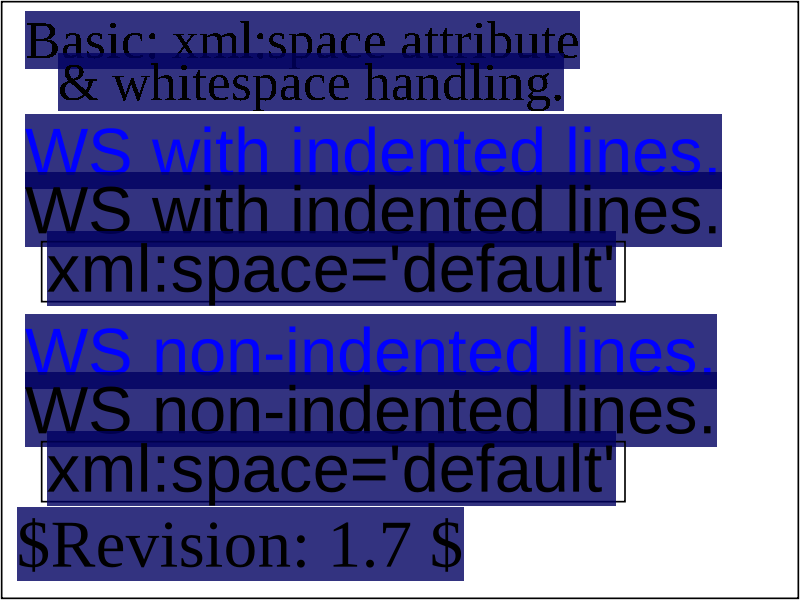 Basic: xml:space attribute
& whitespace handling.
WS with indented lines.
WS with indented lines.
xml:space='default'
WS non-indented lines.
WS non-indented lines.
xml:space='default'
$Revision: 1.7 $